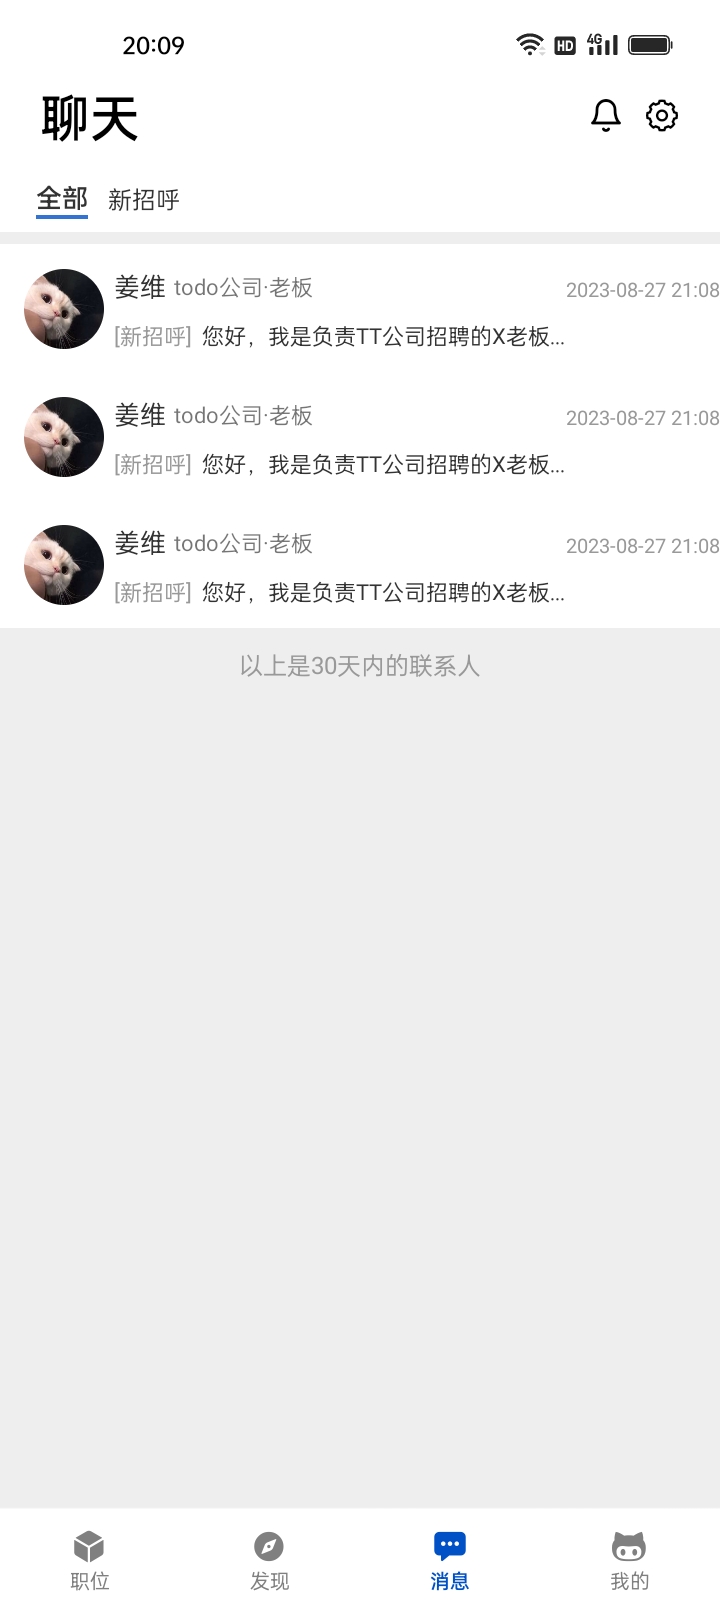 20:09 HD 4G
聊天
全部 新招呼
姜维 todo公司·老板 2023-08-27 21:08
[新招呼] 您好，我是负责TT公司招聘的X老板...
姜维 todo公司·老板 2023-08-27 21:08
[新招呼] 您好，我是负责TT公司招聘的X老板...
姜维 todo公司·老板 2023-08-27 21:08
[新招呼] 您好，我是负责TT公司招聘的X老板...
以上是30天内的联系人
职位 发现 消息 我的